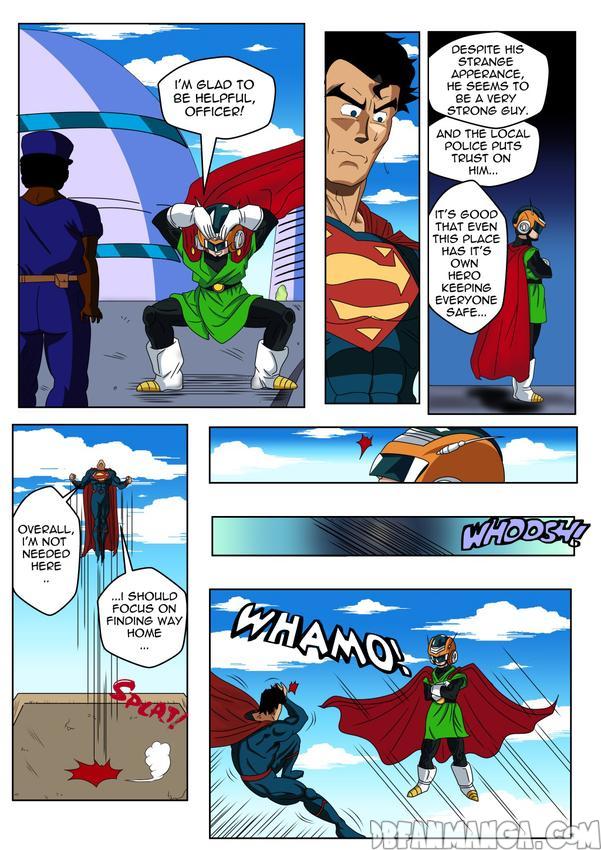 I'M GLAD TO
BE HELPFUL,
OFFICER!
DESPITE HIS
STRANGE
APPERANCE,
HE SEEMS TO
BE A VERY
STRONG GUY.
AND THE LOCAL
POLICE PUTS
TRUST ON
HIM...
IT'S GOOD
THAT EVEN
THIS PLACE
HAS IT'S
OWN
HERO
KEEPING
EVERYONE
SAFE...
OVERALL,
I'M NOT
NEEDED
HERE
..
...I SHOULD
FOCUS ON
FINDING WAY
HOME
...
SPLAT!
WHOOSH!
WHAMO!
DBFANMANGA.COM